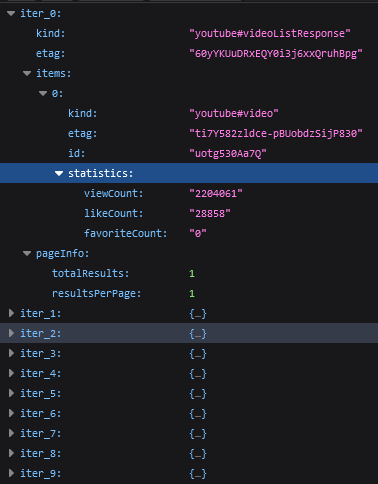 iter_0:
kind: "youtube#videoListResponse"
etag: "60yYKUuDRxEQY0i3j6xxQruhBpg"
items:
0:
kind: "youtube#video"
etag: "ti7Y582zldce-pBUobdzSijP830"
id: "uotg530Aa7Q"
statistics:
viewCount: "2204061"
likeCount: "28858"
favoriteCount: "0"
pageInfo:
totalResults: 1
resultsPerPage: 1
iter_1: {…}
iter_2: {…}
iter_3: {…}
iter_4: {…}
iter_5: {…}
iter_6: {…}
iter_7: {…}
iter_8: {…}
iter_9: {…}